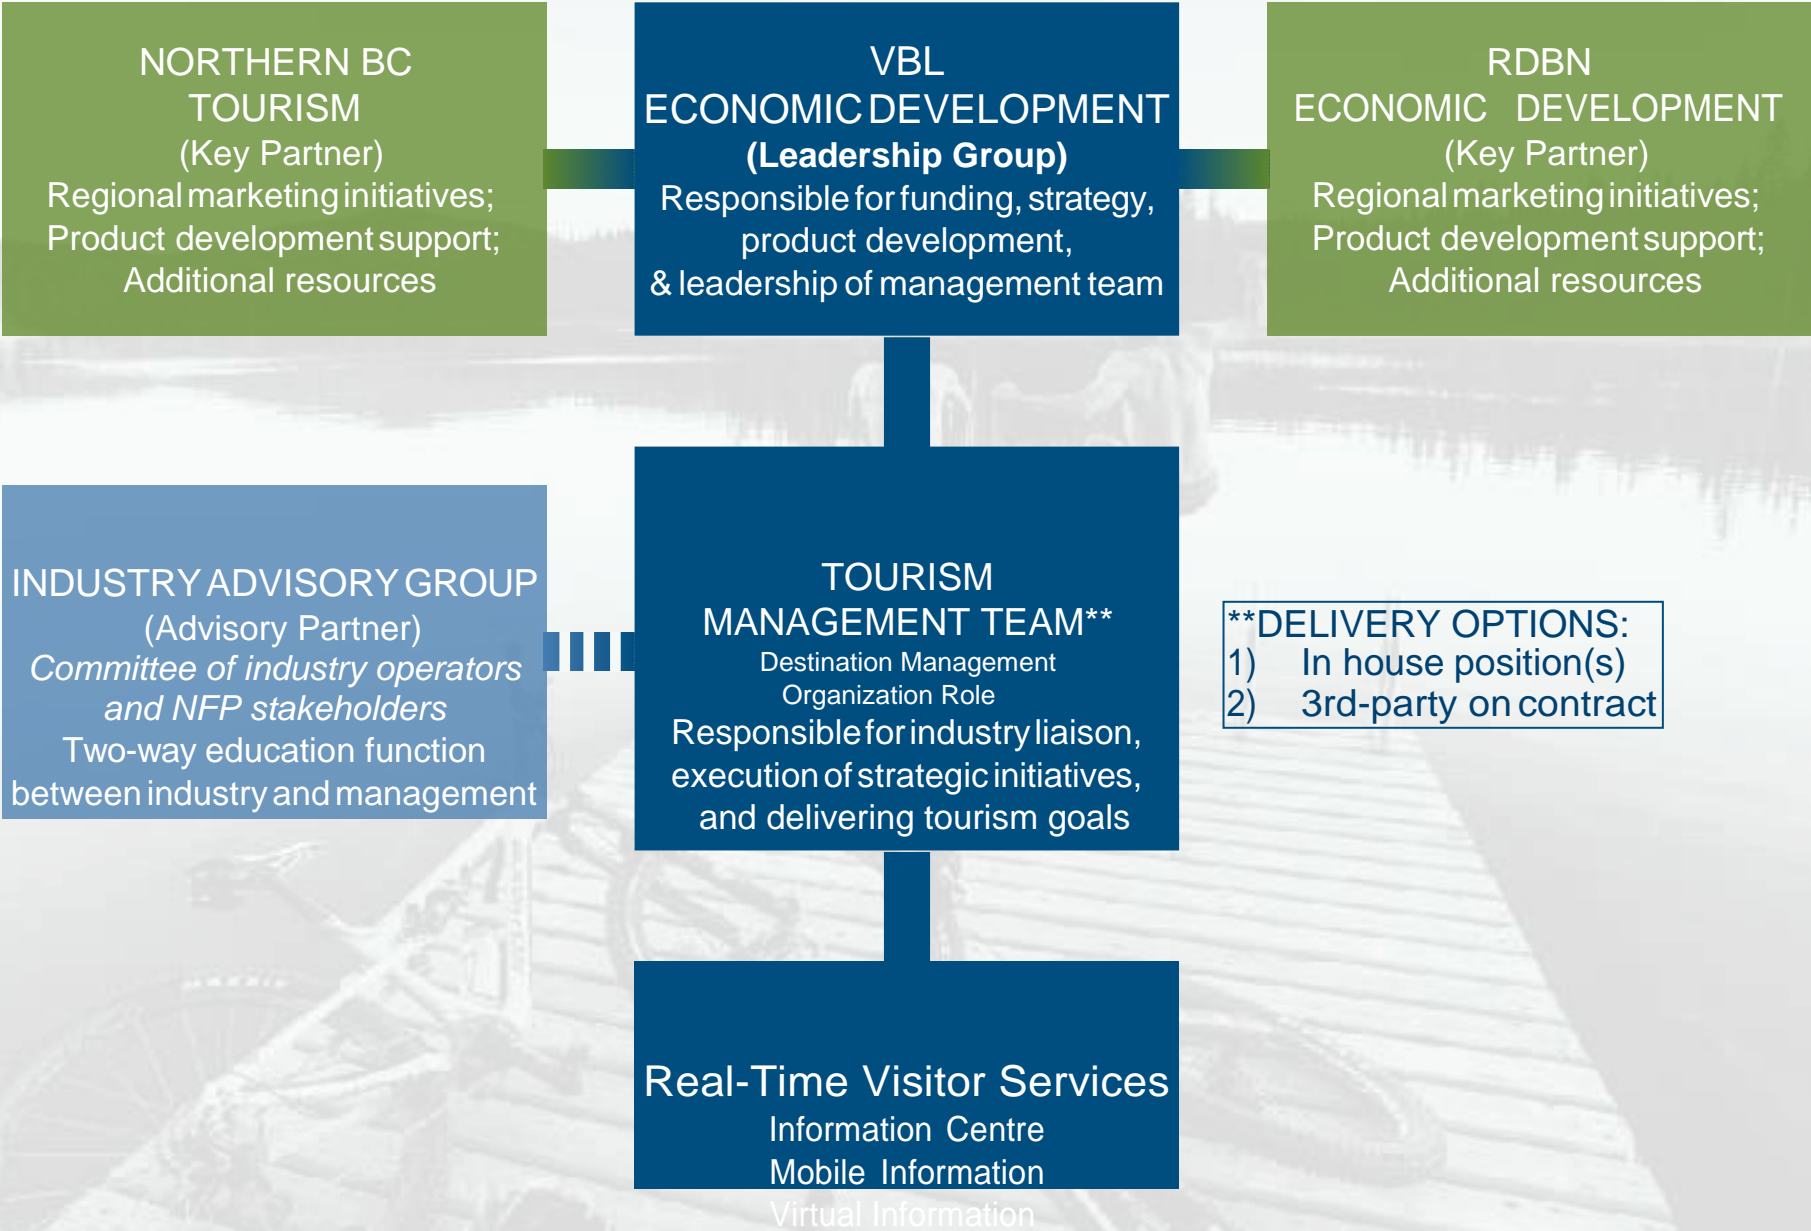 NORTHERN BC
TOURISM
(Key Partner)
Regional marketing initiatives;
Product development support;
Additional resources
VBL
ECONOMIC DEVELOPMENT
(Leadership Group)
Responsible for funding, strategy,
product development,
& leadership of management team
RDBN
ECONOMIC DEVELOPMENT
(Key Partner)
Regional marketing initiatives;
Product development support;
Additional resources
INDUSTRY ADVISORY GROUP
(Advisory Partner)
Committee of industry operators
and NFP stakeholders
Two-way education function
between industry and management
TOURISM
MANAGEMENT TEAM**
Destination Management
Organization Role
Responsible for industry liaison,
execution of strategic initiatives,
and delivering tourism goals
**DELIVERY OPTIONS:
1) In house position(s)
2) 3rd-party on contract
Real-Time Visitor Services
Information Centre
Mobile Information
Virtual Information